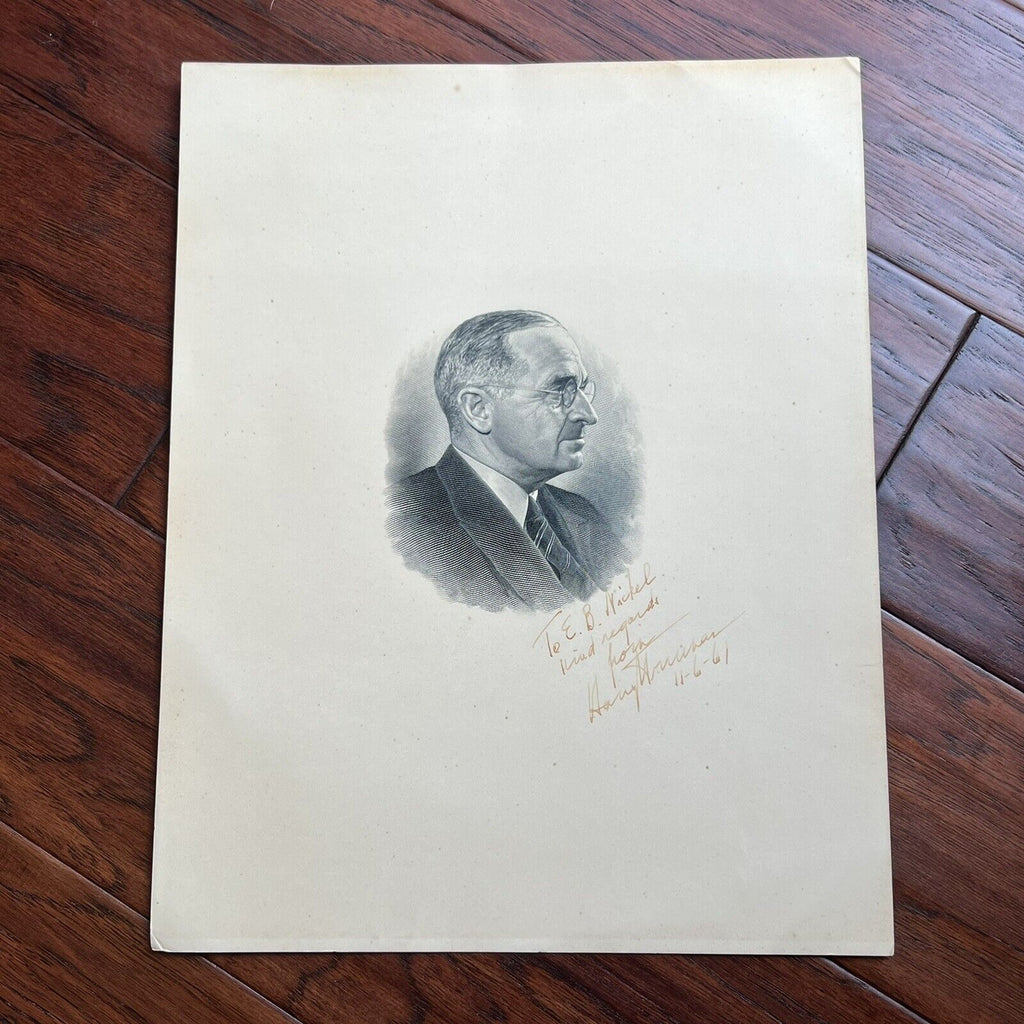 To E. B. Nickel
kind regards
from
Harry Truman
11-6-61